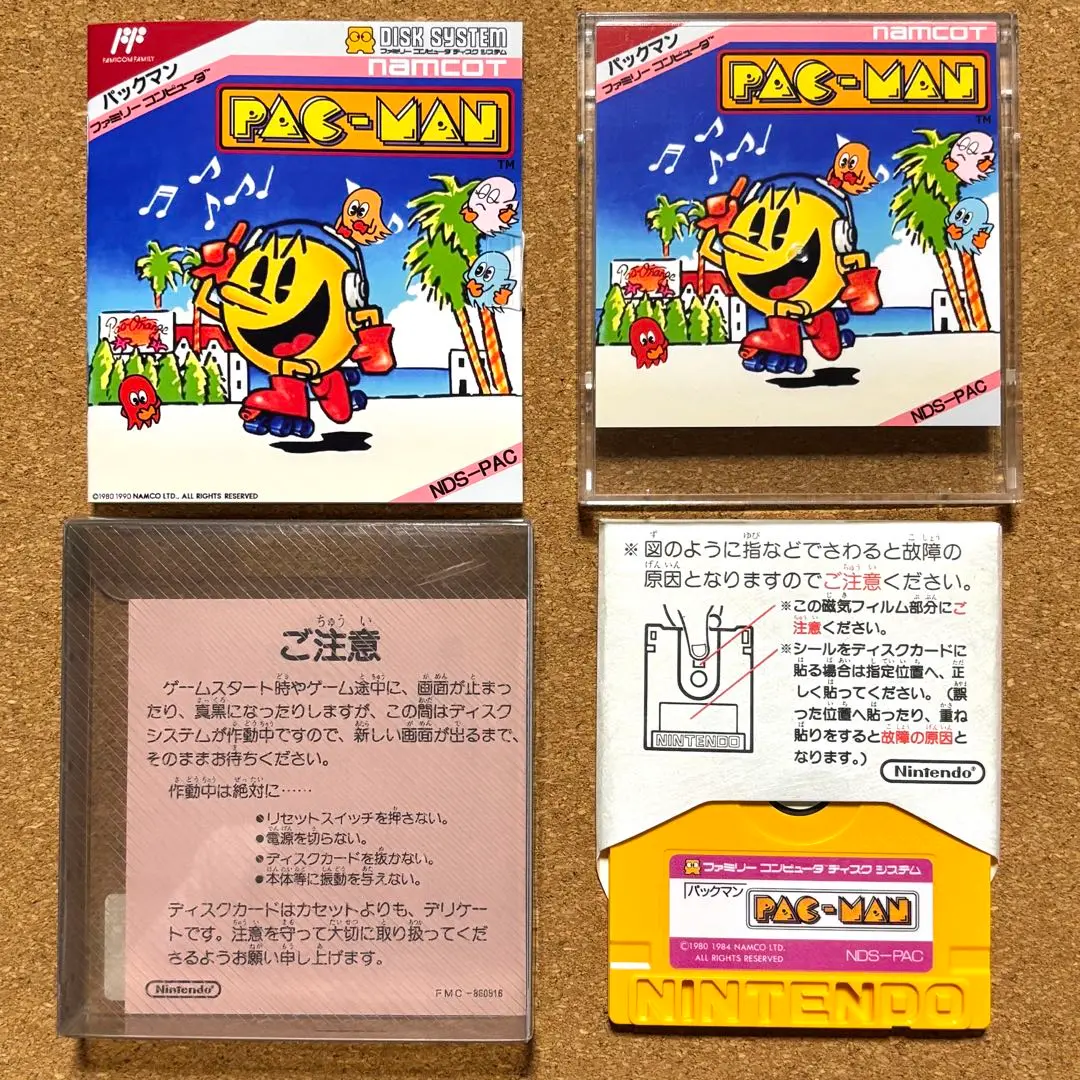 FAMICOM FAMILY
DISK SYSTEM
ファミリー コンピュータ ディスク システム
namcot
パックマン
ファミリー コンピュータ™
PAC-MAN
TM
NDS-PAC
©1980 1990 NAMCO LTD., ALL RIGHTS RESERVED
namcot
パックマン
ファミリー コンピュータ™
PAC-MAN
TM
NDS-PAC
ちゅう い
ご注意
ゲームスタート時やゲーム途中に、画面が止まっ
たり、真黒になったりしますが、この間はディスク
システムが作動中ですので、新しい画面が出るまで、
そのままお待ちください。
作動中は絶対に……
●リセットスイッチを押さない。
●電源を切らない。
●ディスクカードを抜かない。
●本体等に振動を与えない。
ディスクカードはカセットよりも、デリケー
トです。注意を守って大切に取り扱ってくだ
さるようお願い申し上げます。
Nintendo®
FMC-860916
※図のように指などでさわると故障の
原因となりますのでご注意ください。
※この磁気フィルム部分にご
注意ください。
※シールをディスクカードに
貼る場合は指定位置へ、正
しく貼ってください。(誤
った位置へ貼ったり、重ね
貼りをすると故障の原因と
なります。)
NINTENDO
Nintendo®
ファミリー コンピュータ ディスク システム
パックマン
PAC-MAN
©1980 1984 NAMCO LTD.
ALL RIGHTS RESERVED
NDS-PAC
NINTENDO